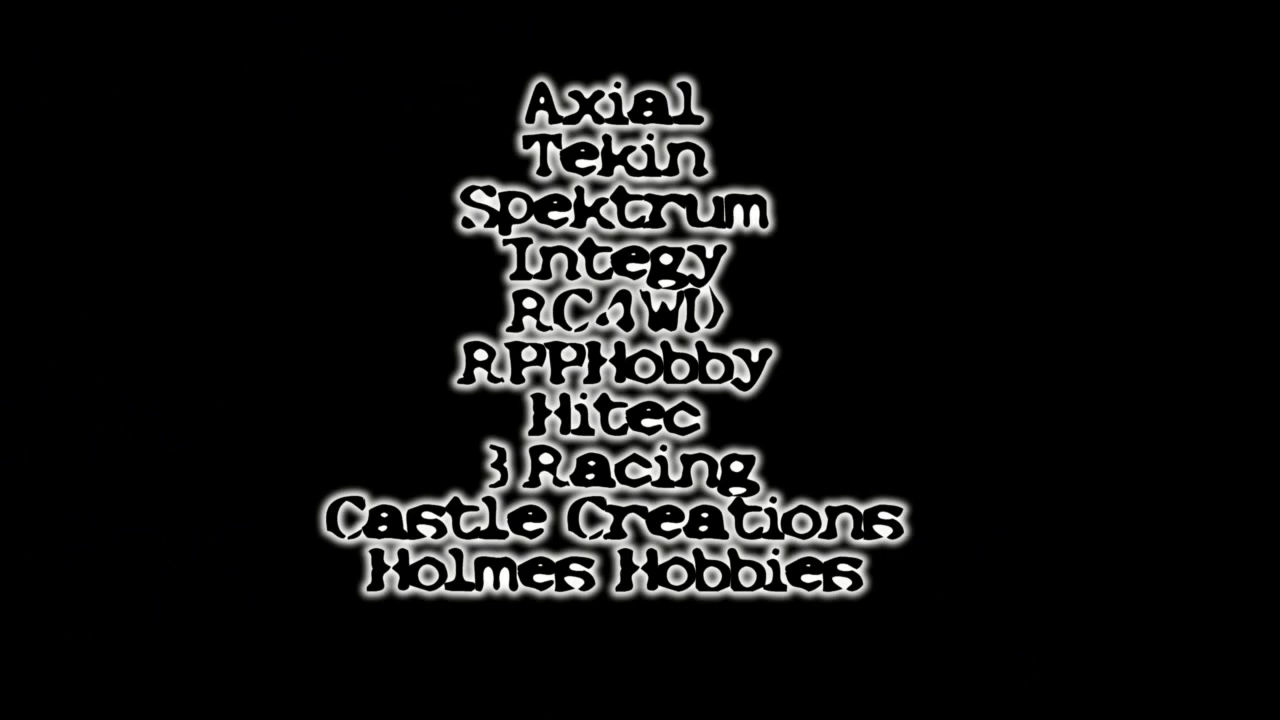 Axial
Tekin
Spektrum
Integy
RC4WD
RPPHobby
Hitec
3 Racing
Castle Creations
Holmes Hobbies